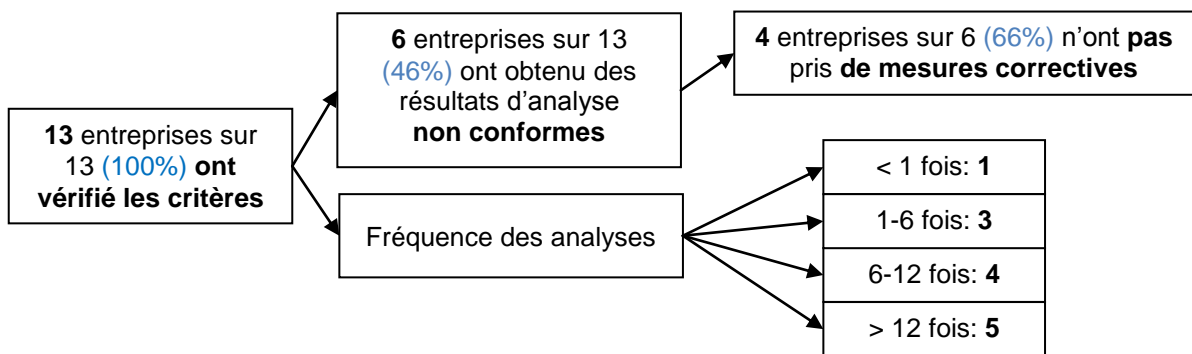 13 entreprises sur
13 (100%) ont
vérifié les critères
6 entreprises sur 13
(46%) ont obtenu des
résultats d’analyse
non conformes
4 entreprises sur 6 (66%) n’ont pas
pris de mesures correctives
Fréquence des analyses
< 1 fois: 1
1-6 fois: 3
6-12 fois: 4
> 12 fois: 5